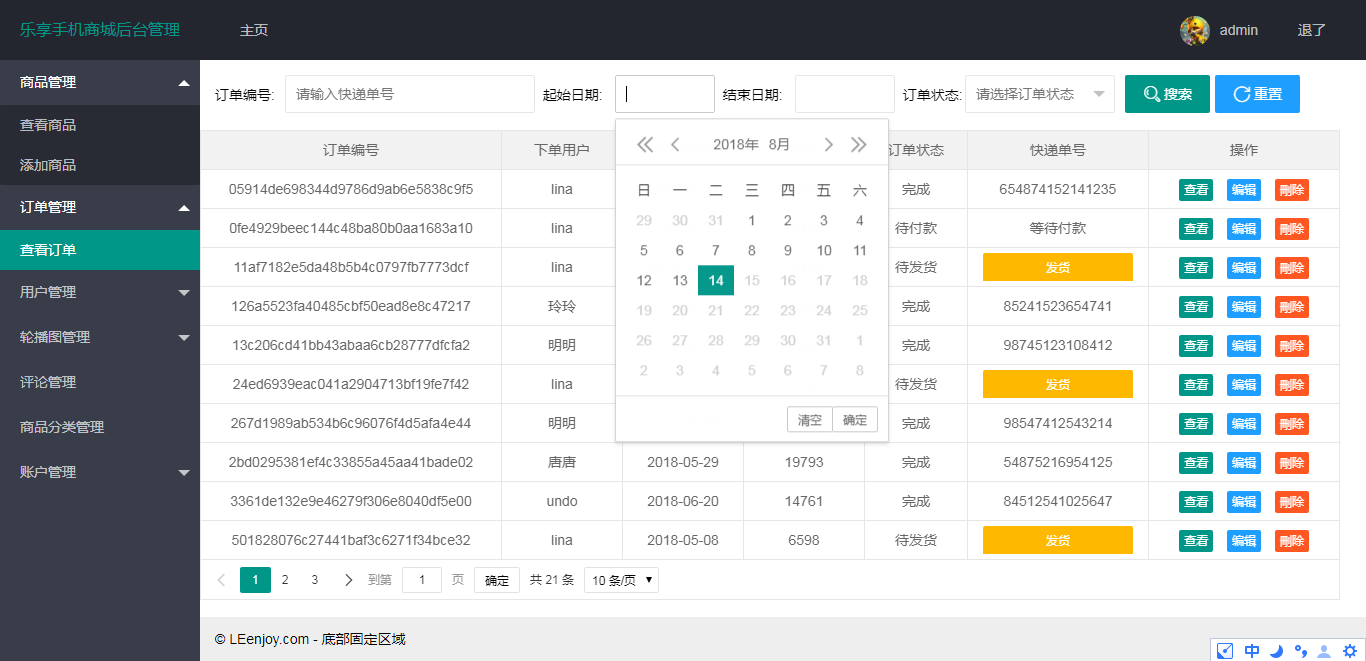 乐享手机商城后台管理 主页 admin 退了
商品管理
查看商品
添加商品
订单管理
查看订单
用户管理
轮播图管理
评论管理
商品分类管理
账户管理
订单编号: 请输入快递单号 起始日期: 结束日期: 订单状态: 请选择订单状态 搜索 重置
订单编号 下单用户 订单状态 快递单号 操作
05914de698344d9786d9ab6e5838c9f5 lina 完成 654874152141235 查看 编辑 删除
0fe4929beec144c48ba80b0aa1683a10 lina 待付款 等待付款 查看 编辑 删除
11af7182e5da48b5b4c0797fb7773dcf lina 待发货 发货 查看 编辑 删除
126a5523fa40485cbf50ead8e8c47217 玲玲 完成 85241523654741 查看 编辑 删除
13c206cd41bb43abaa6cb28777dfcfa2 明明 完成 98745123108412 查看 编辑 删除
24ed6939eac041a2904713bf19fe7f42 lina 待发货 发货 查看 编辑 删除
267d1989ab534b6c96076f4d5afa4e44 明明 完成 98547412543214 查看 编辑 删除
2bd0295381ef4c33855a45aa41bade02 唐唐 2018-05-29 19793 完成 54875216954125 查看 编辑 删除
3361de132e9e46279f306e8040df5e00 undo 2018-06-20 14761 完成 84512541025647 查看 编辑 删除
501828076c27441baf3c6271f34bce32 lina 2018-05-08 6598 待发货 发货 查看 编辑 删除
2018年 8月
日 一 二 三 四 五 六
29 30 31 1 2 3 4
5 6 7 8 9 10 11
12 13 14 15 16 17 18
19 20 21 22 23 24 25
26 27 28 29 30 31 1
2 3 4 5 6 7 8
清空 确定
1 2 3 到第 1 页 确定 共 21 条 10 条/页
© LEenjoy.com - 底部固定区域
中